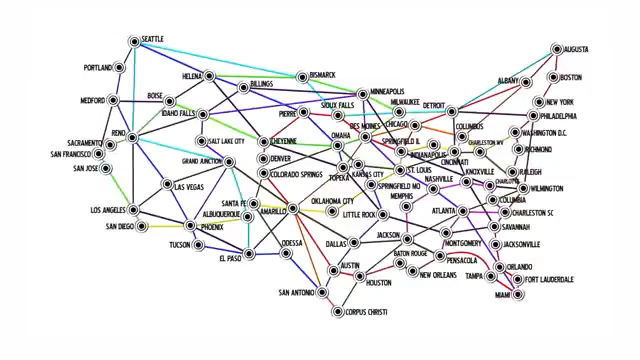 SEATTLE
AUGUSTA
PORTLAND
HELENA
BISMARCK
ALBANY
BOSTON
BILLINGS
MINNEAPOLIS
MEDFORD
BOISE
IDAHO FALLS
PIERRE
SIOUX FALLS
MILWAUKEE
DETROIT
NEW YORK
PHILADELPHIA
CHICAGO
DES MOINES
RENO
SACRAMENTO
SALT LAKE CITY
CHEYENNE
OMAHA
SPRINGFIELD IL
COLUMBUS
WASHINGTON D.C.
SAN FRANCISCO
GRAND JUNCTION
DENVER
INDIANAPOLIS
CINCINNATI
CHARLESTON WV
RICHMOND
SAN JOSE
COLORADO SPRINGS
TOPEKA
KANSAS CITY
ST. LOUIS
KNOXVILLE
RALEIGH
LAS VEGAS
SPRINGFIELD MO
NASHVILLE
CHARLOTTE
WILMINGTON
LOS ANGELES
SANTA FE
AMARILLO
OKLAHOMA CITY
MEMPHIS
COLUMBIA
ALBUQUERQUE
LITTLE ROCK
ATLANTA
CHARLESTON SC
SAN DIEGO
PHOENIX
JACKSON
SAVANNAH
TUCSON
EL PASO
ODESSA
DALLAS
MONTGOMERY
JACKSONVILLE
BATON ROUGE
PENSACOLA
AUSTIN
NEW ORLEANS
ORLANDO
HOUSTON
TAMPA
FORT LAUDERDALE
SAN ANTONIO
MIAMI
CORPUS CHRISTI